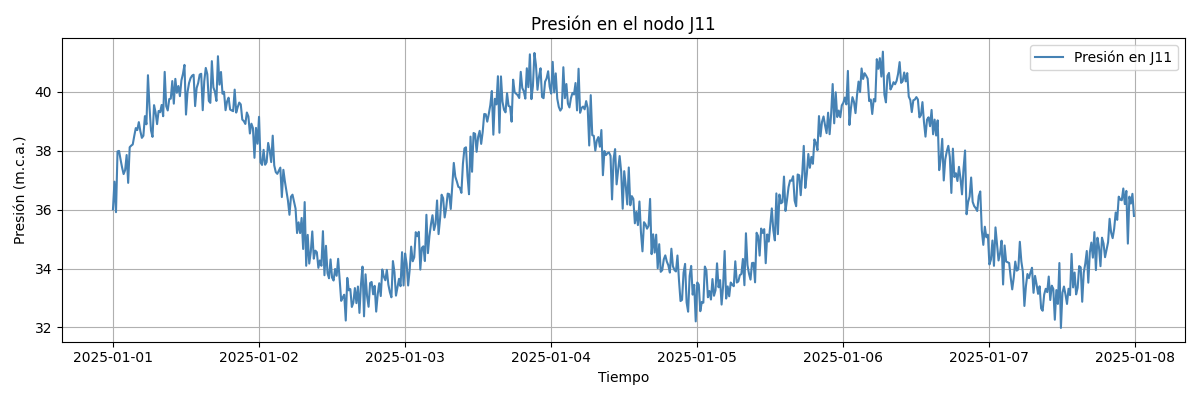 Presión en el nodo J11
Presión en J11
Presión (m.c.a.)
40
38
36
34
32
2025-01-01 2025-01-02 2025-01-03 2025-01-04 2025-01-05 2025-01-06 2025-01-07 2025-01-08
Tiempo